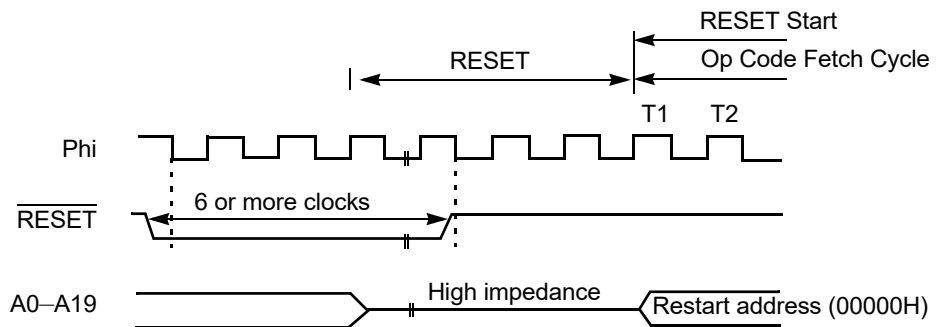 RESET Start
RESET
Op Code Fetch Cycle
T1 T2
Phi
RESET
6 or more clocks
A0–A19
High impedance
Restart address (00000H)